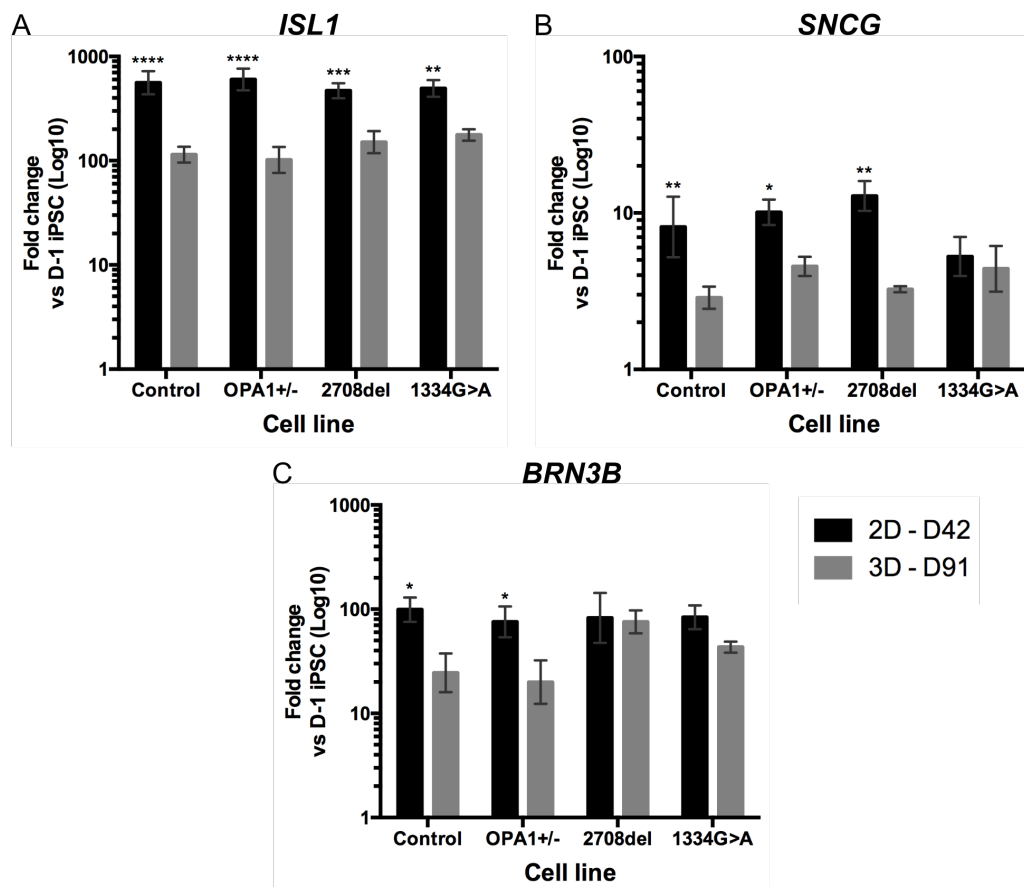 A
ISL1
1000
100
10
1
Fold change
vs D-1 iPSC (Log10)
****
****
***
**
Control
OPA1+/-
2708del
1334G>A
Cell line
B
SNCG
100
10
1
Fold change
vs D-1 iPSC (Log10)
**
*
**
Control
OPA1+/-
2708del
1334G>A
Cell line
C
BRN3B
1000
100
10
1
Fold change
vs D-1 iPSC (Log10)
*
*
Control
OPA1+/-
2708del
1334G>A
Cell line
2D - D42
3D - D91